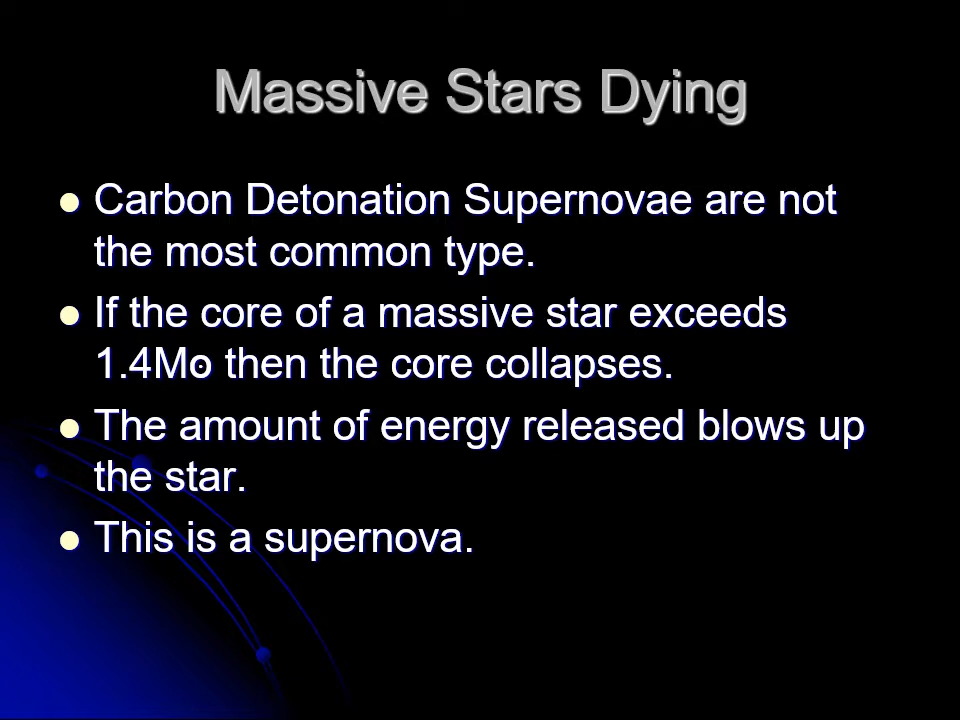 Massive Stars Dying
Carbon Detonation Supernovae are not
the most common type.
If the core of a massive star exceeds
1.4Mʘ then the core collapses.
The amount of energy released blows up
the star.
This is a supernova.